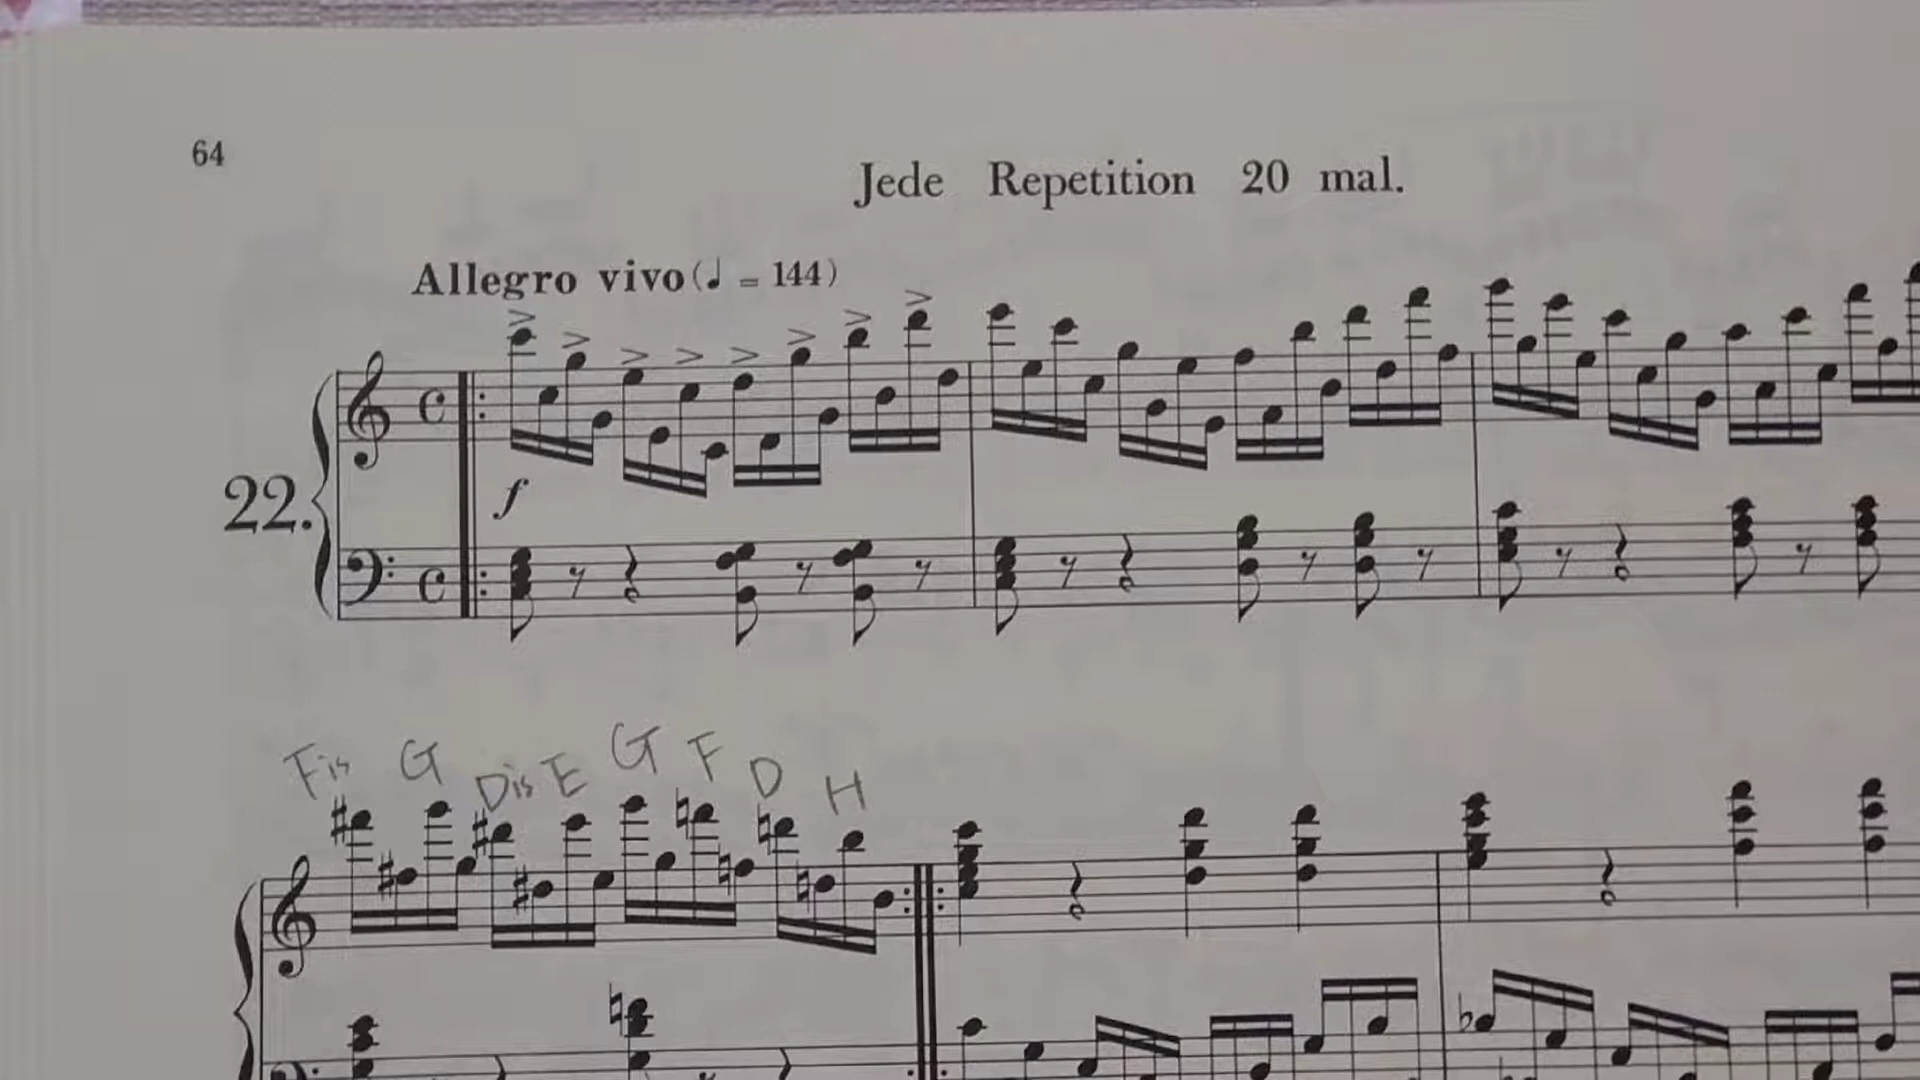 64
Jede Repetition 20 mal.
Allegro vivo (♩ = 144)
22.
f
Fis G Dis E G F D H